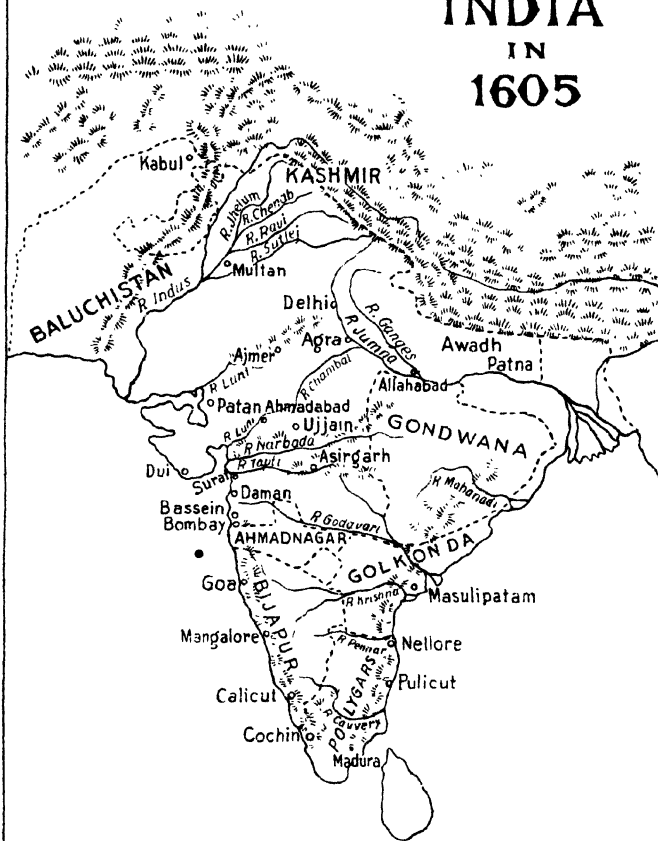 INDIA
IN
1605
Kabul
KASHMIR
R. Jhelum
R. Chenab
R. Ravi
R. Sutlej
Multan
BALUCHISTAN
R Indus
Delhi
R. Ganges
R Jumna
Agra
Awadh
Patna
Ajmer
R Luni
R Chambal
Allahabad
Patan
Ahmadabad
R Luni
Ujjain
GONDWANA
R Narbada
R Tapti
Asirgarh
Dui
Surat
Daman
R Mahanadi
Bassein
Bombay
R Godavari
AHMADNAGAR
GOLKONDA
Goa
BIJAPUR
R Krishna
Masulipatam
Mangalore
R Pennar
Nellore
POLYGARS
Pulicut
Calicut
R Cauvery
Cochin
Madura